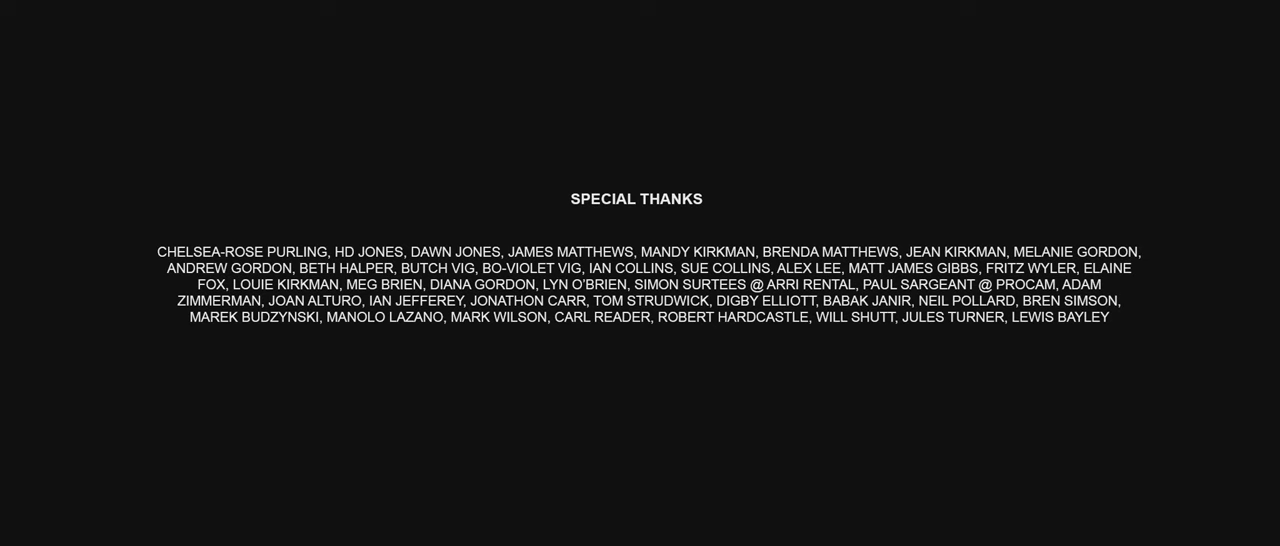 SPECIAL THANKS
CHELSEA-ROSE PURLING, HD JONES, DAWN JONES, JAMES MATTHEWS, MANDY KIRKMAN, BRENDA MATTHEWS, JEAN KIRKMAN, MELANIE GORDON,
ANDREW GORDON, BETH HALPER, BUTCH VIG, BO-VIOLET VIG, IAN COLLINS, SUE COLLINS, ALEX LEE, MATT JAMES GIBBS, FRITZ WYLER, ELAINE
FOX, LOUIE KIRKMAN, MEG BRIEN, DIANA GORDON, LYN O'BRIEN, SIMON SURTEES @ ARRI RENTAL, PAUL SARGEANT @ PROCAM, ADAM
ZIMMERMAN, JOAN ALTURO, IAN JEFFEREY, JONATHON CARR, TOM STRUDWICK, DIGBY ELLIOTT, BABAK JANIR, NEIL POLLARD, BREN SIMSON,
MAREK BUDZYNSKI, MANOLO LAZANO, MARK WILSON, CARL READER, ROBERT HARDCASTLE, WILL SHUTT, JULES TURNER, LEWIS BAYLEY